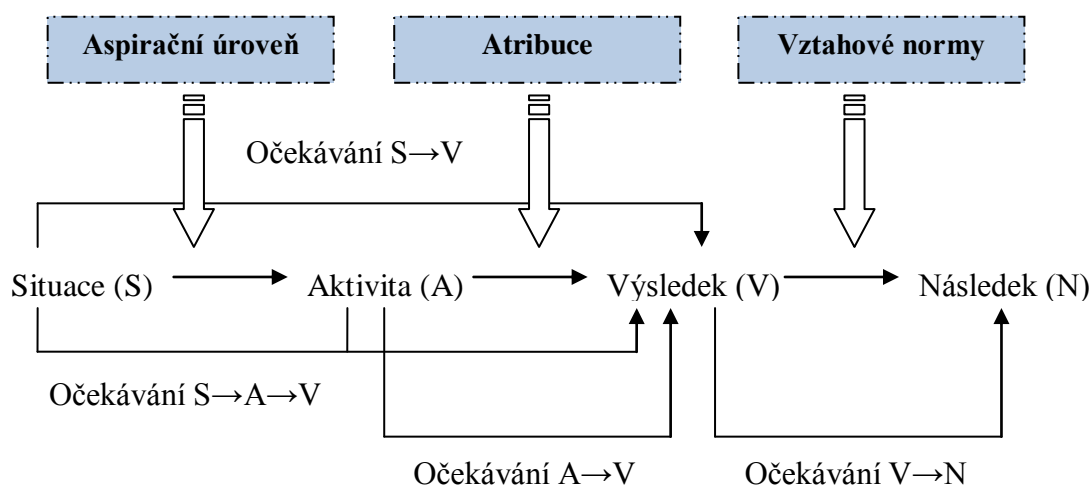 Aspirační úroveň
Atribuce
Vztahové normy
Očekávání S→V
Situace (S)
Aktivita (A)
Výsledek (V)
Následek (N)
Očekávání S→A→V
Očekávání A→V
Očekávání V→N